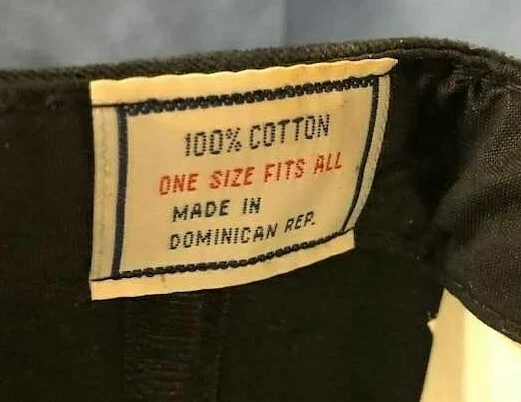 100% COTTON
ONE SIZE FITS ALL
MADE IN
DOMINICAN REP.